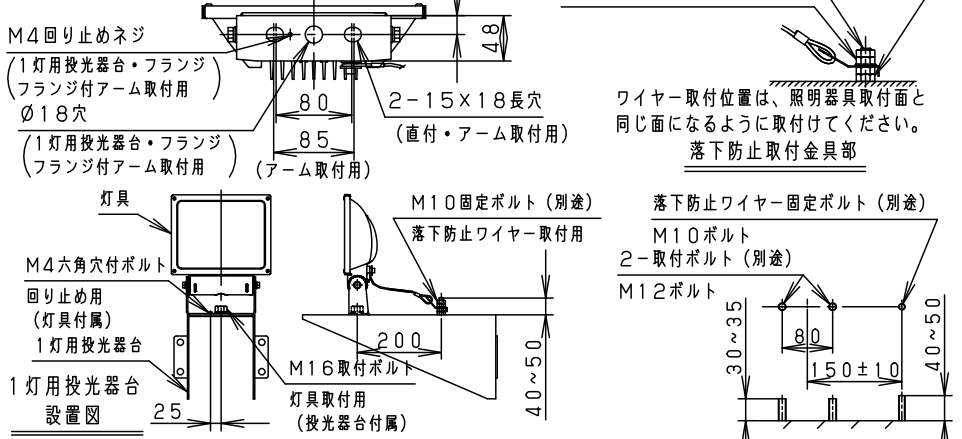 M4回り止めネジ
(1灯用投光器台・フランジ
フランジ付アーム取付用)
Ø18穴
(1灯用投光器台・フランジ
フランジ付アーム取付用)
48
80
85
(アーム取付用)
2-15×18長穴
(直付・アーム取付用)
ワイヤー取付位置は、照明器具取付面と
同じ面になるように取付けてください。
落下防止取付金具部
灯具
M4六角穴付ボルト
回り止め用
(灯具付属)
1灯用投光器台
1灯用投光器台
設置図
25
M16取付ボルト
灯具取付用
(投光器台付属)
M10固定ボルト(別途)
落下防止ワイヤー取付用
200
40~50
落下防止ワイヤー固定ボルト(別途)
M10ボルト
2-取付ボルト(別途)
M12ボルト
80
150±10
30~35
40~50